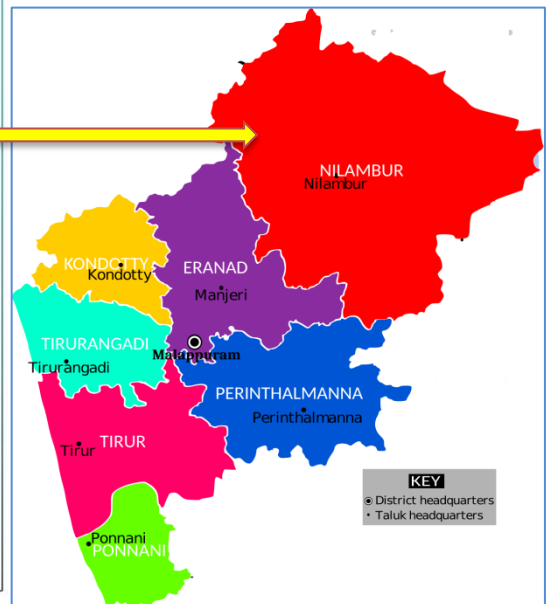 NILAMBUR
Nilambur
KONDOTTY
Kondotty
ERANAD
Manjeri
TIRURANGADI
Tirurangadi
Malappuram
PERINTHALMANNA
Perinthalmanna
TIRUR
Tirur
Ponnani
PONNANI
KEY
District headquarters
Taluk headquarters